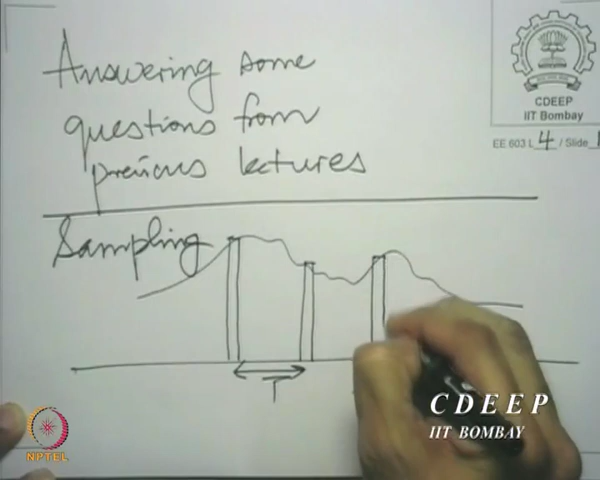 Answering some
questions from
previous lectures
CDEEP
IIT Bombay
EE 603 L 4 / Slide 1
Sampling
T
CDEEP
IIT BOMBAY
NPTEL